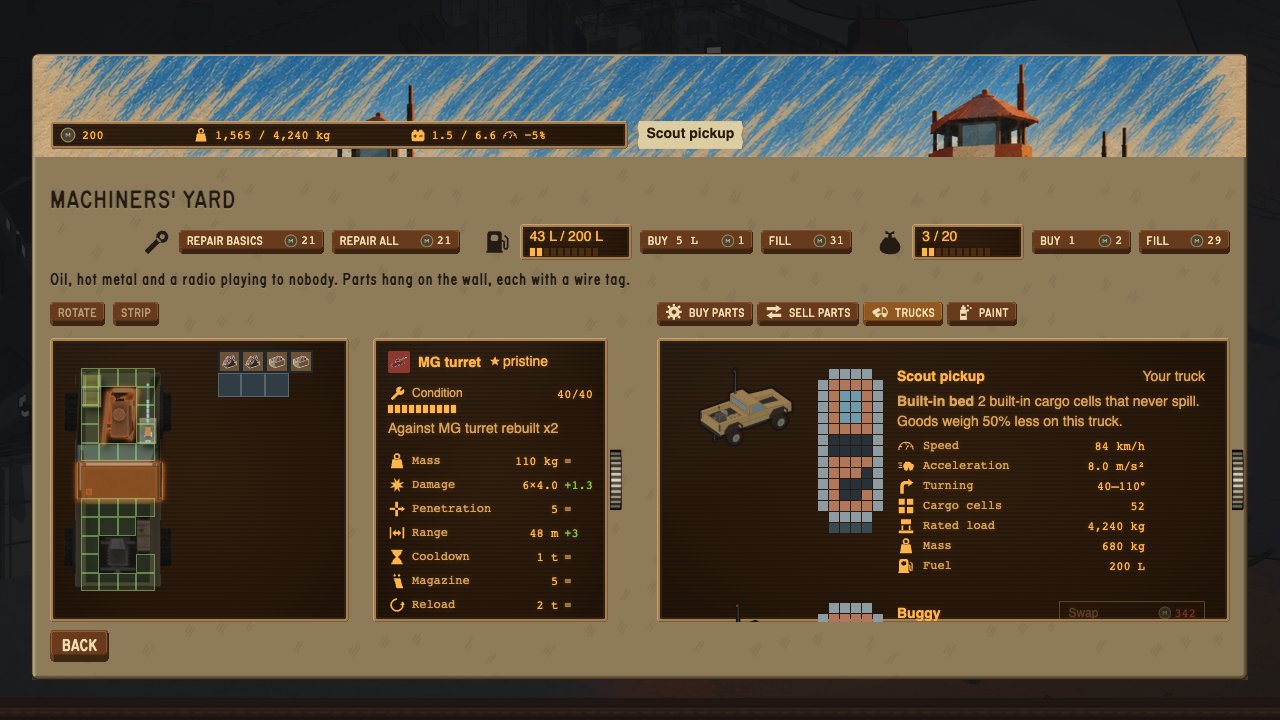 200
1,565 / 4,240 kg
1.5 / 6.6
-5%
Scout pickup
MACHINERS' YARD
REPAIR BASICS 21
REPAIR ALL 21
43 L / 200 L
BUY 5 L 1
FILL 31
3 / 20
BUY 1 2
FILL 29
Oil, hot metal and a radio playing to nobody. Parts hang on the wall, each with a wire tag.
ROTATE
STRIP
BUY PARTS
SELL PARTS
TRUCKS
PAINT
MG turret ★ pristine
Condition 40/40
Against MG turret rebuilt x2
Mass 110 kg =
Damage 6×4.0 +1.3
Penetration 5 =
Range 48 m +3
Cooldown 1 t =
Magazine 5 =
Reload 2 t =
Scout pickup Your truck
Built-in bed 2 built-in cargo cells that never spill.
Goods weigh 50% less on this truck.
Speed 84 km/h
Acceleration 8.0 m/s²
Turning 40–110°
Cargo cells 52
Rated load 4,240 kg
Mass 680 kg
Fuel 200 L
Buggy
Swap 342
BACK